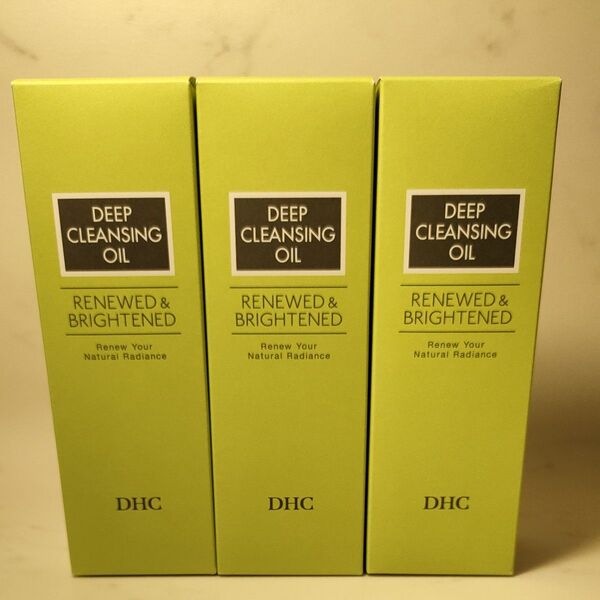 DEEP
CLEANSING
OIL
RENEWED &
BRIGHTENED
Renew Your
Natural Radiance
DHC
DEEP
CLEANSING
OIL
RENEWED &
BRIGHTENED
Renew Your
Natural Radiance
DHC
DEEP
CLEANSING
OIL
RENEWED &
BRIGHTENED
Renew Your
Natural Radiance
DHC